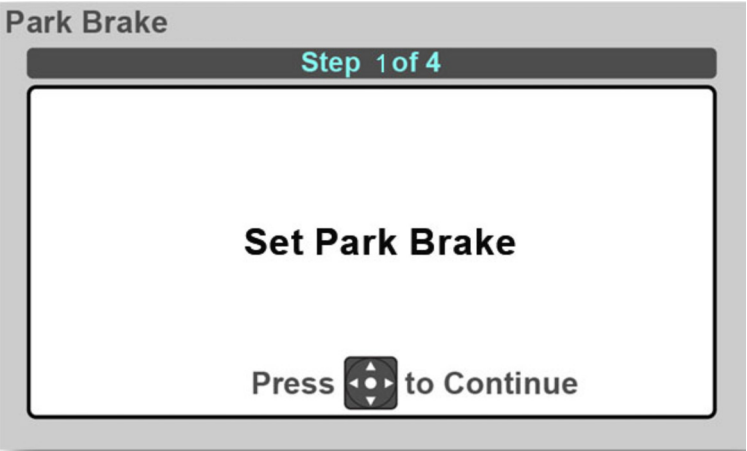 Park Brake
Step 1 of 4
Set Park Brake
Press to Continue